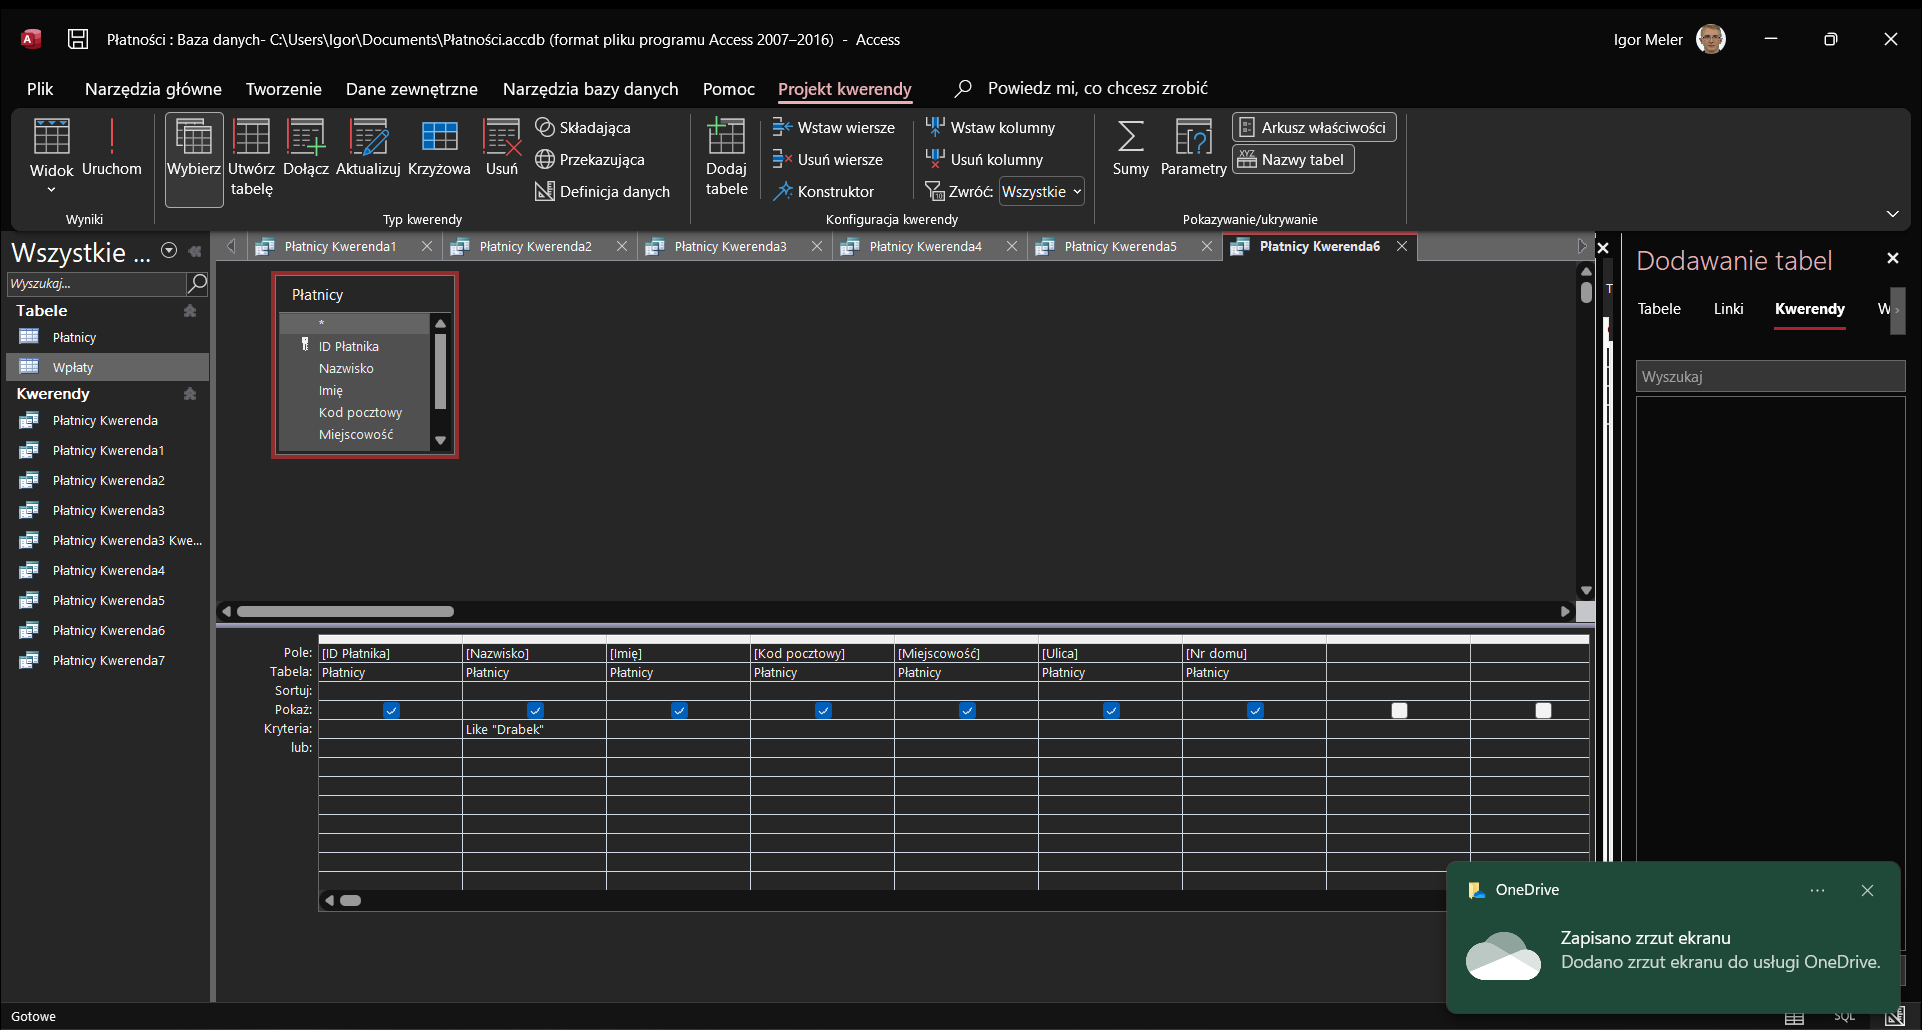 Płatności : Baza danych- C:\Users\Igor\Documents\Płatności.accdb (format pliku programu Access 2007–2016) - Access
Igor Meler
Plik Narzędzia główne Tworzenie Dane zewnętrzne Narzędzia bazy danych Pomoc Projekt kwerendy Powiedz mi, co chcesz zrobić
Widok
Uruchom
Wyniki
Wybierz
Utwórz tabelę
Dołącz
Aktualizuj
Krzyżowa
Usuń
Składająca
Przekazująca
Definicja danych
Typ kwerendy
Dodaj tabele
Wstaw wiersze
Usuń wiersze
Konstruktor
Wstaw kolumny
Usuń kolumny
Zwróć: Wszystkie
Konfiguracja kwerendy
Sumy
Parametry
Arkusz właściwości
Nazwy tabel
Pokazywanie/ukrywanie
Wszystkie ...
Wyszukaj...
Tabele
Płatnicy
Wpłaty
Kwerendy
Płatnicy Kwerenda
Płatnicy Kwerenda1
Płatnicy Kwerenda2
Płatnicy Kwerenda3
Płatnicy Kwerenda3 Kwe...
Płatnicy Kwerenda4
Płatnicy Kwerenda5
Płatnicy Kwerenda6
Płatnicy Kwerenda7
Płatnicy Kwerenda1 Płatnicy Kwerenda2 Płatnicy Kwerenda3 Płatnicy Kwerenda4 Płatnicy Kwerenda5 Płatnicy Kwerenda6
Płatnicy
*
ID Płatnika
Nazwisko
Imię
Kod pocztowy
Miejscowość
Pole: [ID Płatnika] [Nazwisko] [Imię] [Kod pocztowy] [Miejscowość] [Ulica] [Nr domu]
Tabela: Płatnicy Płatnicy Płatnicy Płatnicy Płatnicy Płatnicy Płatnicy
Sortuj:
Pokaż:
Kryteria: Like "Drabek"
lub:
T
Dodawanie tabel
Tabele Linki Kwerendy W
Wyszukaj
OneDrive
Zapisano zrzut ekranu
Dodano zrzut ekranu do usługi OneDrive.
Gotowe
SQL